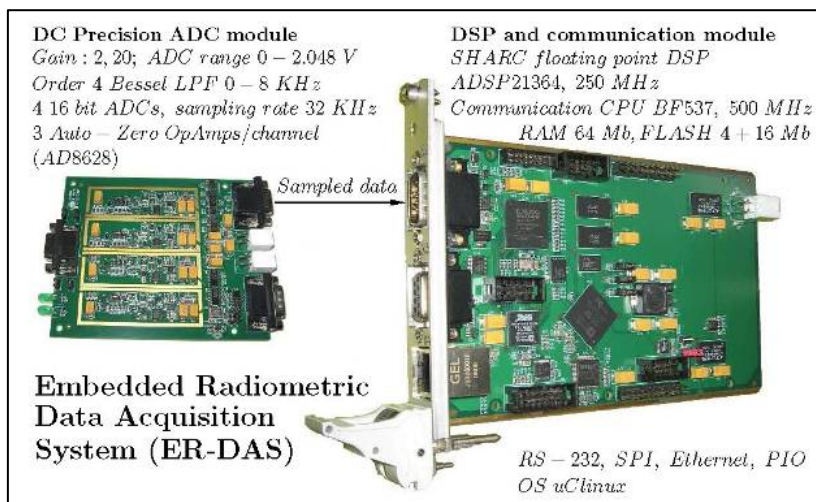 DC Precision ADC module
Gain : 2, 20; ADC range 0 – 2.048 V
Order 4 Bessel LPF 0 – 8 KHz
4 16 bit ADCs, sampling rate 32 KHz
3 Auto – Zero OpAmps/channel
(AD8628)
DSP and communication module
SHARC floating point DSP
ADSP21364, 250 MHz
Communication CPU BF537, 500 MHz
RAM 64 Mb, FLASH 4 + 16 Mb
Sampled data
GEL
Embedded Radiometric
Data Acquisition
System (ER-DAS)
RS – 232, SPI, Ethernet, PIO
OS uClinux